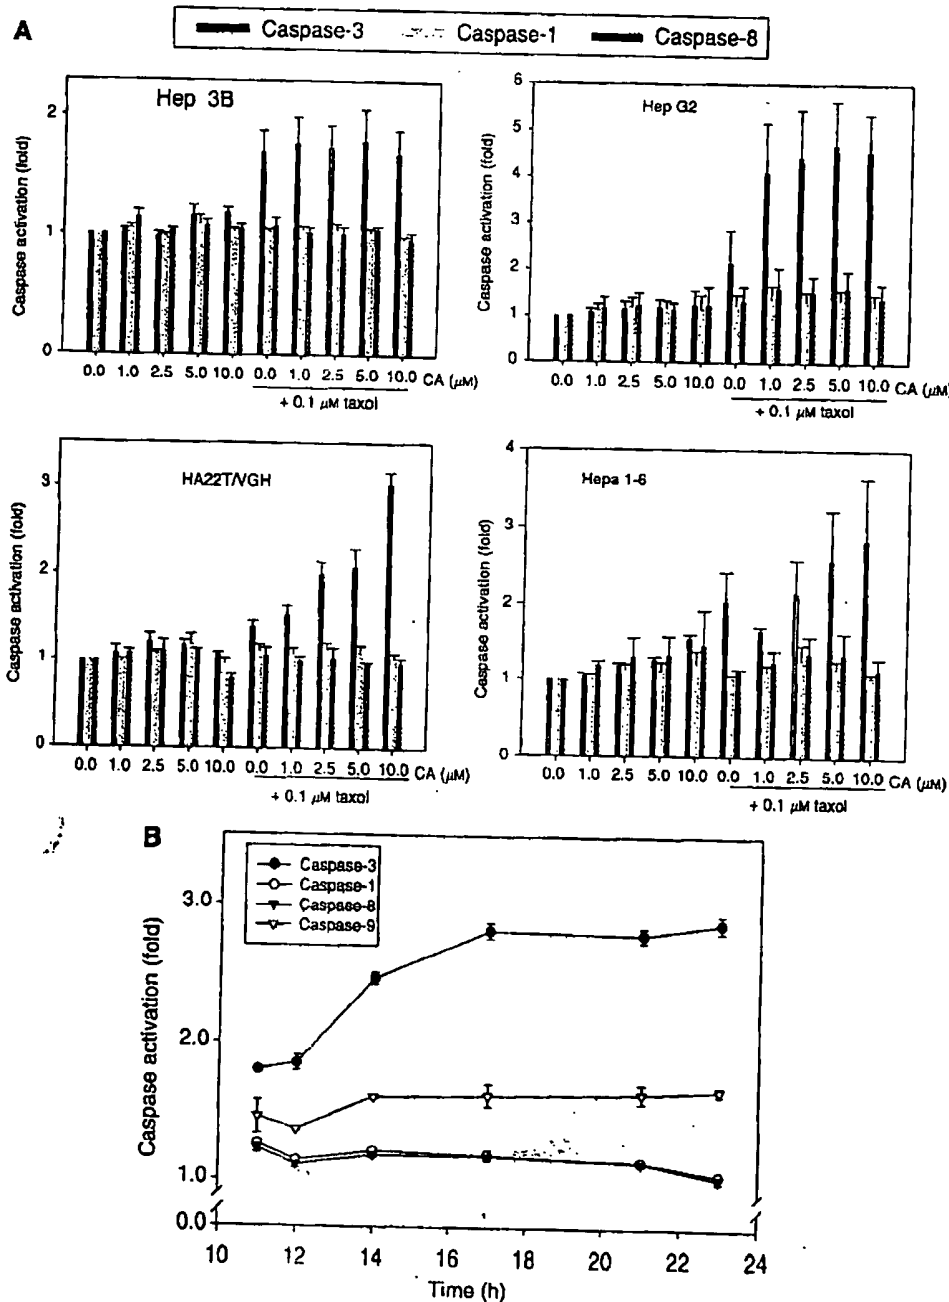 A
Caspase-3 Caspase-1 Caspase-8
Hep 3B
Caspase activation (fold)
2
1
0
0.0 1.0 2.5 5.0 10.0 0.0 1.0 2.5 5.0 10.0 CA (μM)
+ 0.1 μM taxol
Hep G2
Caspase activation (fold)
6
5
4
3
2
1
0
0.0 1.0 2.5 5.0 10.0 0.0 1.0 2.5 5.0 10.0 CA (μM)
+ 0.1 μM taxol
HA22T/VGH
Caspase activation (fold)
3
2
1
0
0.0 1.0 2.5 5.0 10.0 0.0 1.0 2.5 5.0 10.0 CA (μM)
+ 0.1 μM taxol
Hepa 1-6
Caspase activation (fold)
4
3
2
1
0
0.0 1.0 2.5 5.0 10.0 0.0 1.0 2.5 5.0 10.0 CA (μM)
+ 0.1 μM taxol
B
Caspase-3
Caspase-1
Caspase-8
Caspase-9
Caspase activation (fold)
3.0
2.0
1.0
0.0
10 12 14 16 18 20 22 24
Time (h)